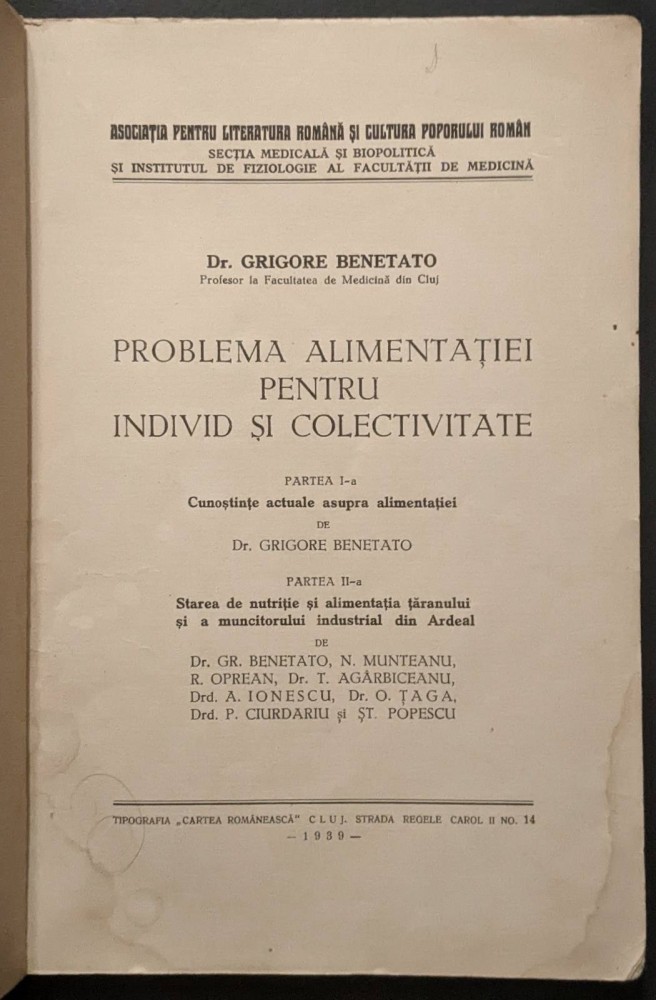 ASOCIAȚIA PENTRU LITERATURA ROMÂNĂ ȘI CULTURA POPORULUI ROMÂN
SECȚIA MEDICALĂ ȘI BIOPOLITICĂ
ȘI INSTITUTUL DE FIZIOLOGIE AL FACULTĂȚII DE MEDICINĂ
Dr. GRIGORE BENETATO
Profesor la Facultatea de Medicină din Cluj
PROBLEMA ALIMENTAȚIEI
PENTRU
INDIVID ȘI COLECTIVITATE
PARTEA I-a
Cunoștințe actuale asupra alimentației
DE
Dr. GRIGORE BENETATO
PARTEA II-a
Starea de nutriție și alimentația țăranului
și a muncitorului industrial din Ardeal
DE
Dr. GR. BENETATO, N. MUNTEANU,
R. OPREAN, Dr. T. AGÂRBICEANU,
Drd. A. IONESCU, Dr. O. ȚAGA,
Drd. P. CIURDARIU și ȘT. POPESCU
TIPOGRAFIA „CARTEA ROMÂNEASCĂ" CLUJ. STRADA REGELE CAROL II NO. 14
— 1939 —